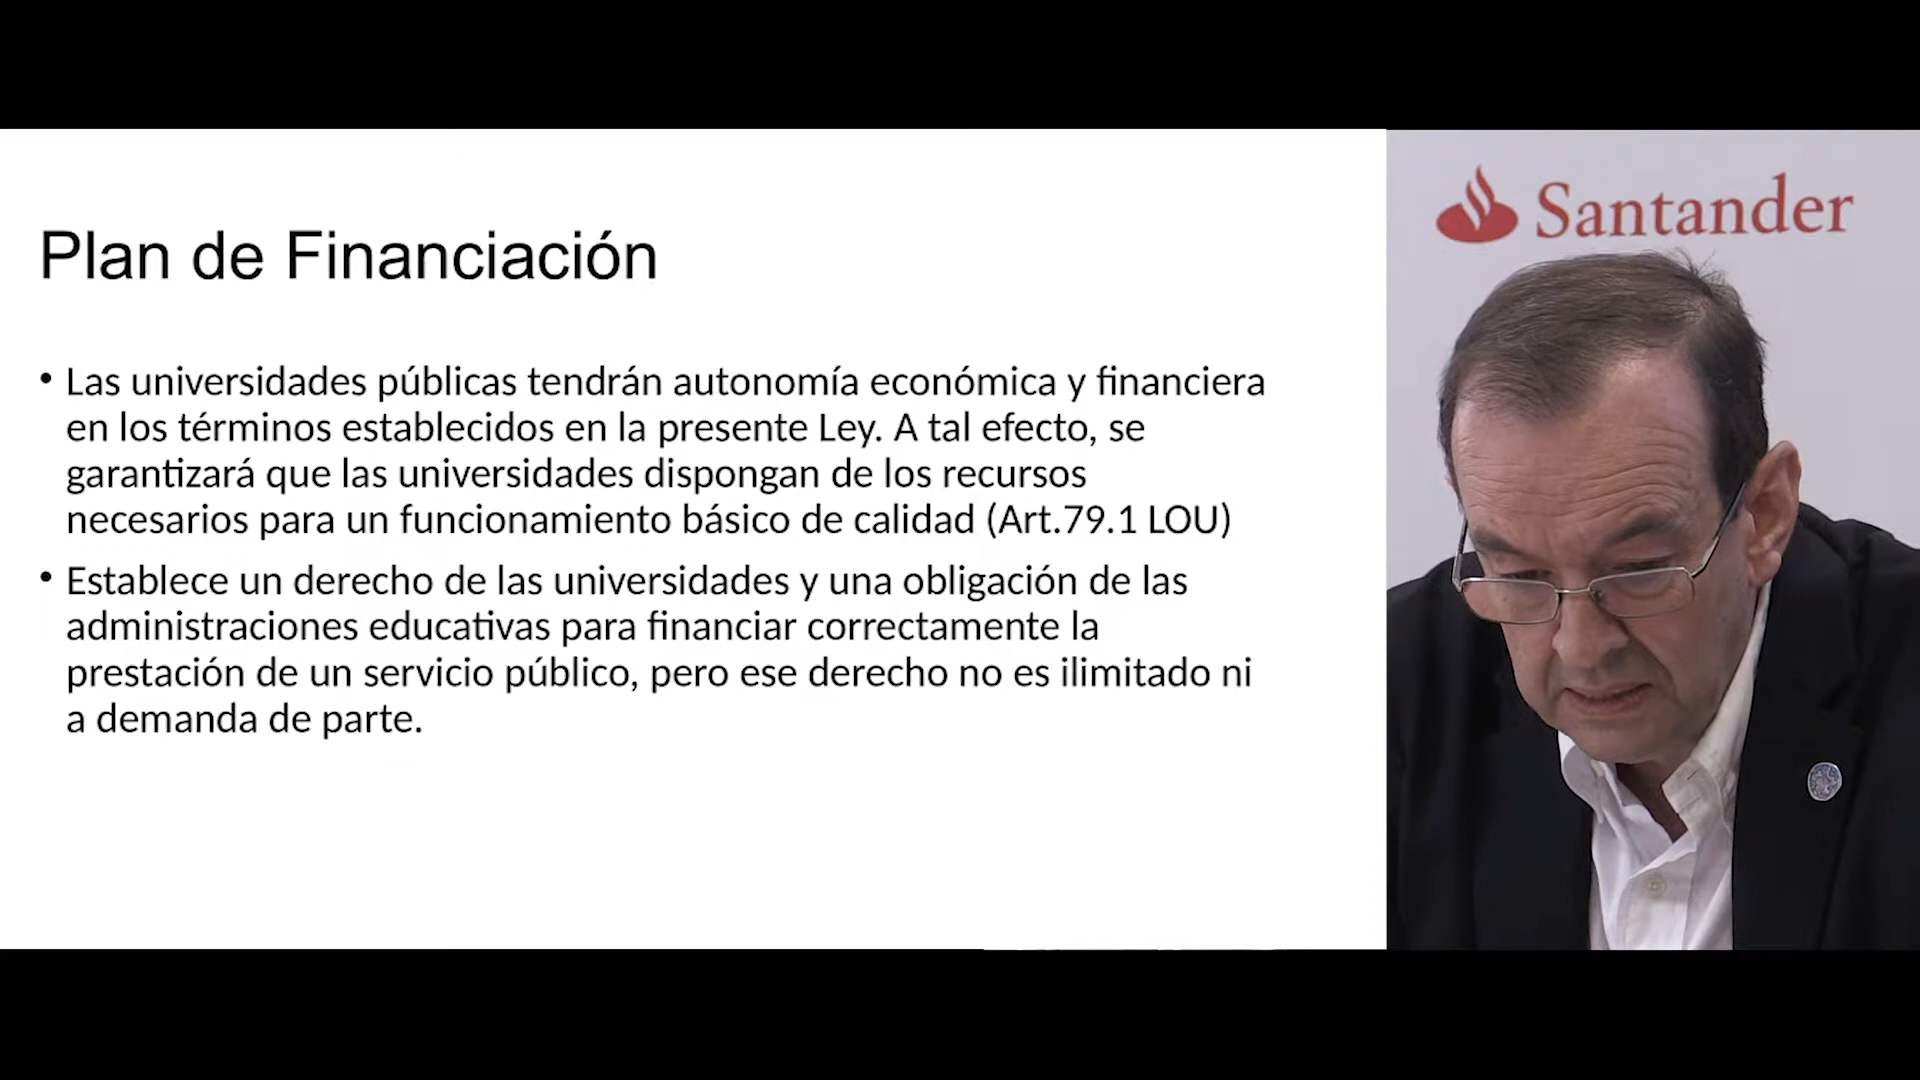 Plan de Financiación
• Las universidades públicas tendrán autonomía económica y financiera
en los términos establecidos en la presente Ley. A tal efecto, se
garantizará que las universidades dispongan de los recursos
necesarios para un funcionamiento básico de calidad (Art.79.1 LOU)
• Establece un derecho de las universidades y una obligación de las
administraciones educativas para financiar correctamente la
prestación de un servicio público, pero ese derecho no es ilimitado ni
a demanda de parte.
Santander